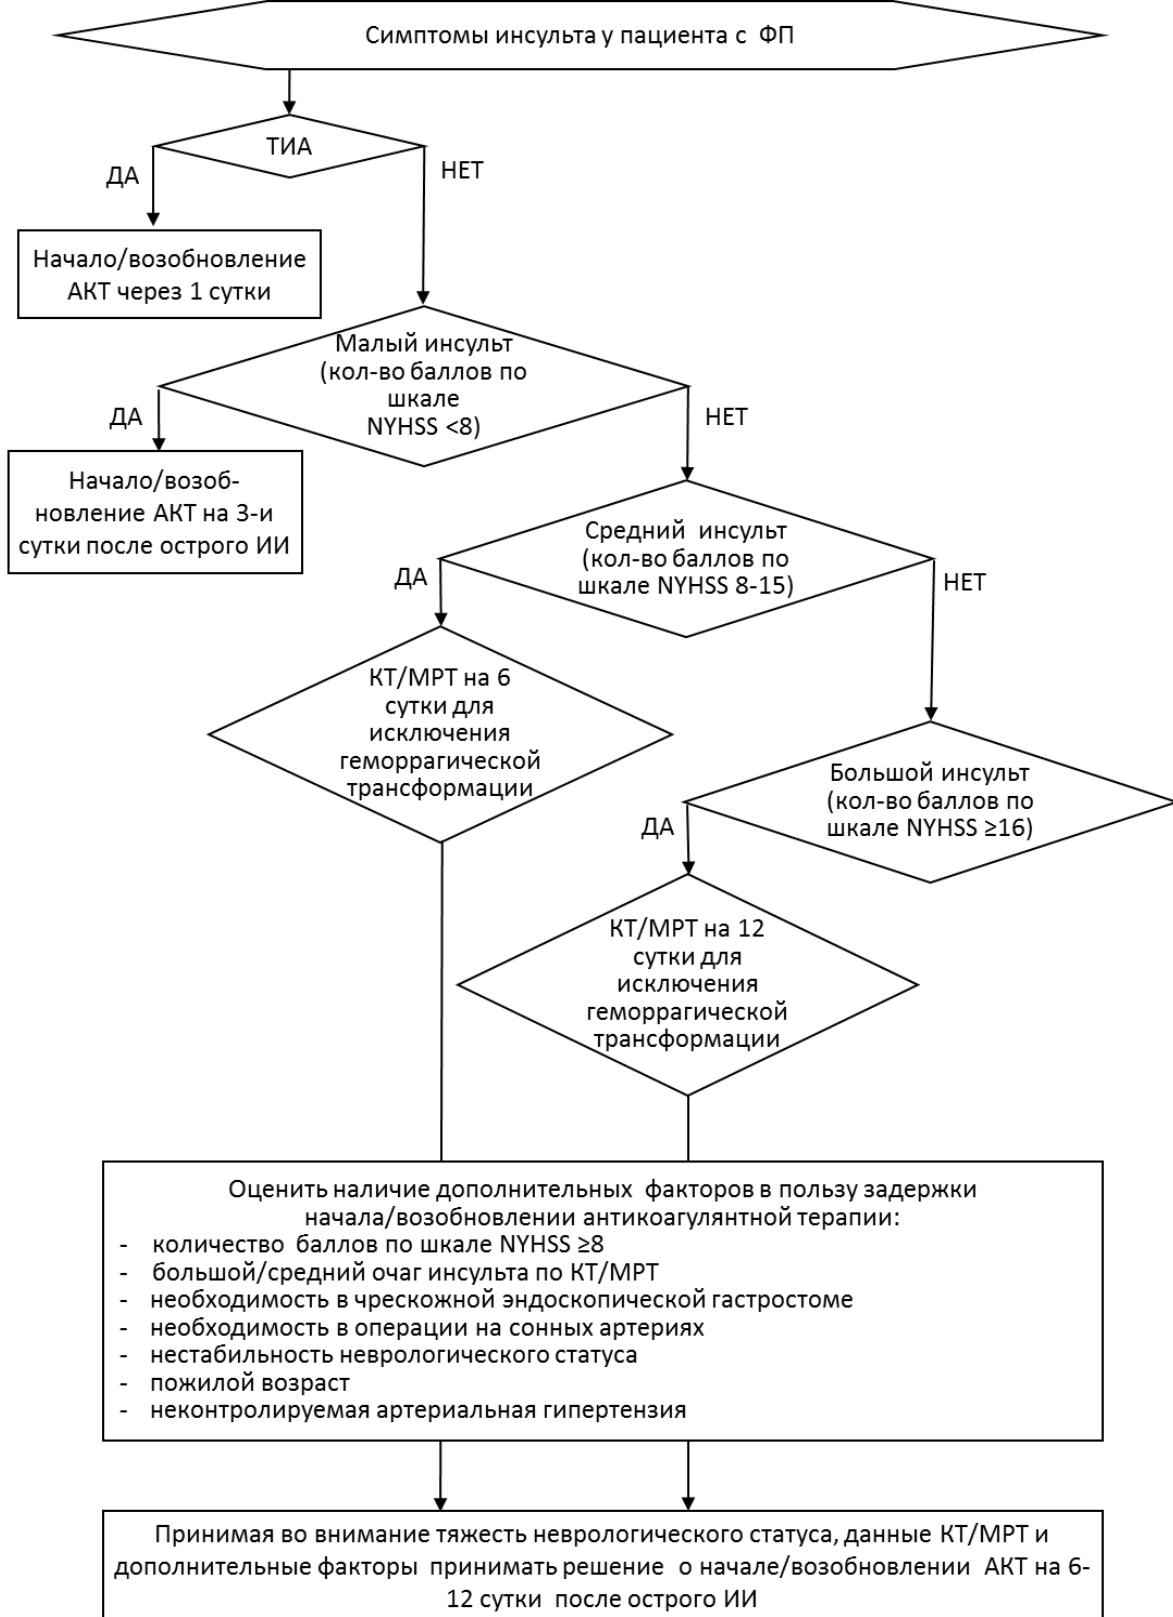 Симптомы инсульта у пациента с ФП
ТИА
ДА
НЕТ
Начало/возобновление
АКТ через 1 сутки
Малый инсульт
(кол-во баллов по
шкале
NYHSS <8)
ДА
НЕТ
Начало/возоб-
новление АКТ на 3-и
сутки после острого ИИ
Средний инсульт
(кол-во баллов по
шкале NYHSS 8-15)
ДА
НЕТ
КТ/МРТ на 6
сутки для
исключения
геморрагической
трансформации
Большой инсульт
(кол-во баллов по
шкале NYHSS ≥16)
ДА
КТ/МРТ на 12
сутки для
исключения
геморрагической
трансформации
Оценить наличие дополнительных факторов в пользу задержки
начала/возобновлении антикоагулянтной терапии:
- количество баллов по шкале NYHSS ≥8
- большой/средний очаг инсульта по КТ/МРТ
- необходимость в чрескожной эндоскопической гастростоме
- необходимость в операции на сонных артериях
- нестабильность неврологического статуса
- пожилой возраст
- неконтролируемая артериальная гипертензия
Принимая во внимание тяжесть неврологического статуса, данные КТ/МРТ и
дополнительные факторы принимать решение о начале/возобновлении АКТ на 6-
12 сутки после острого ИИ